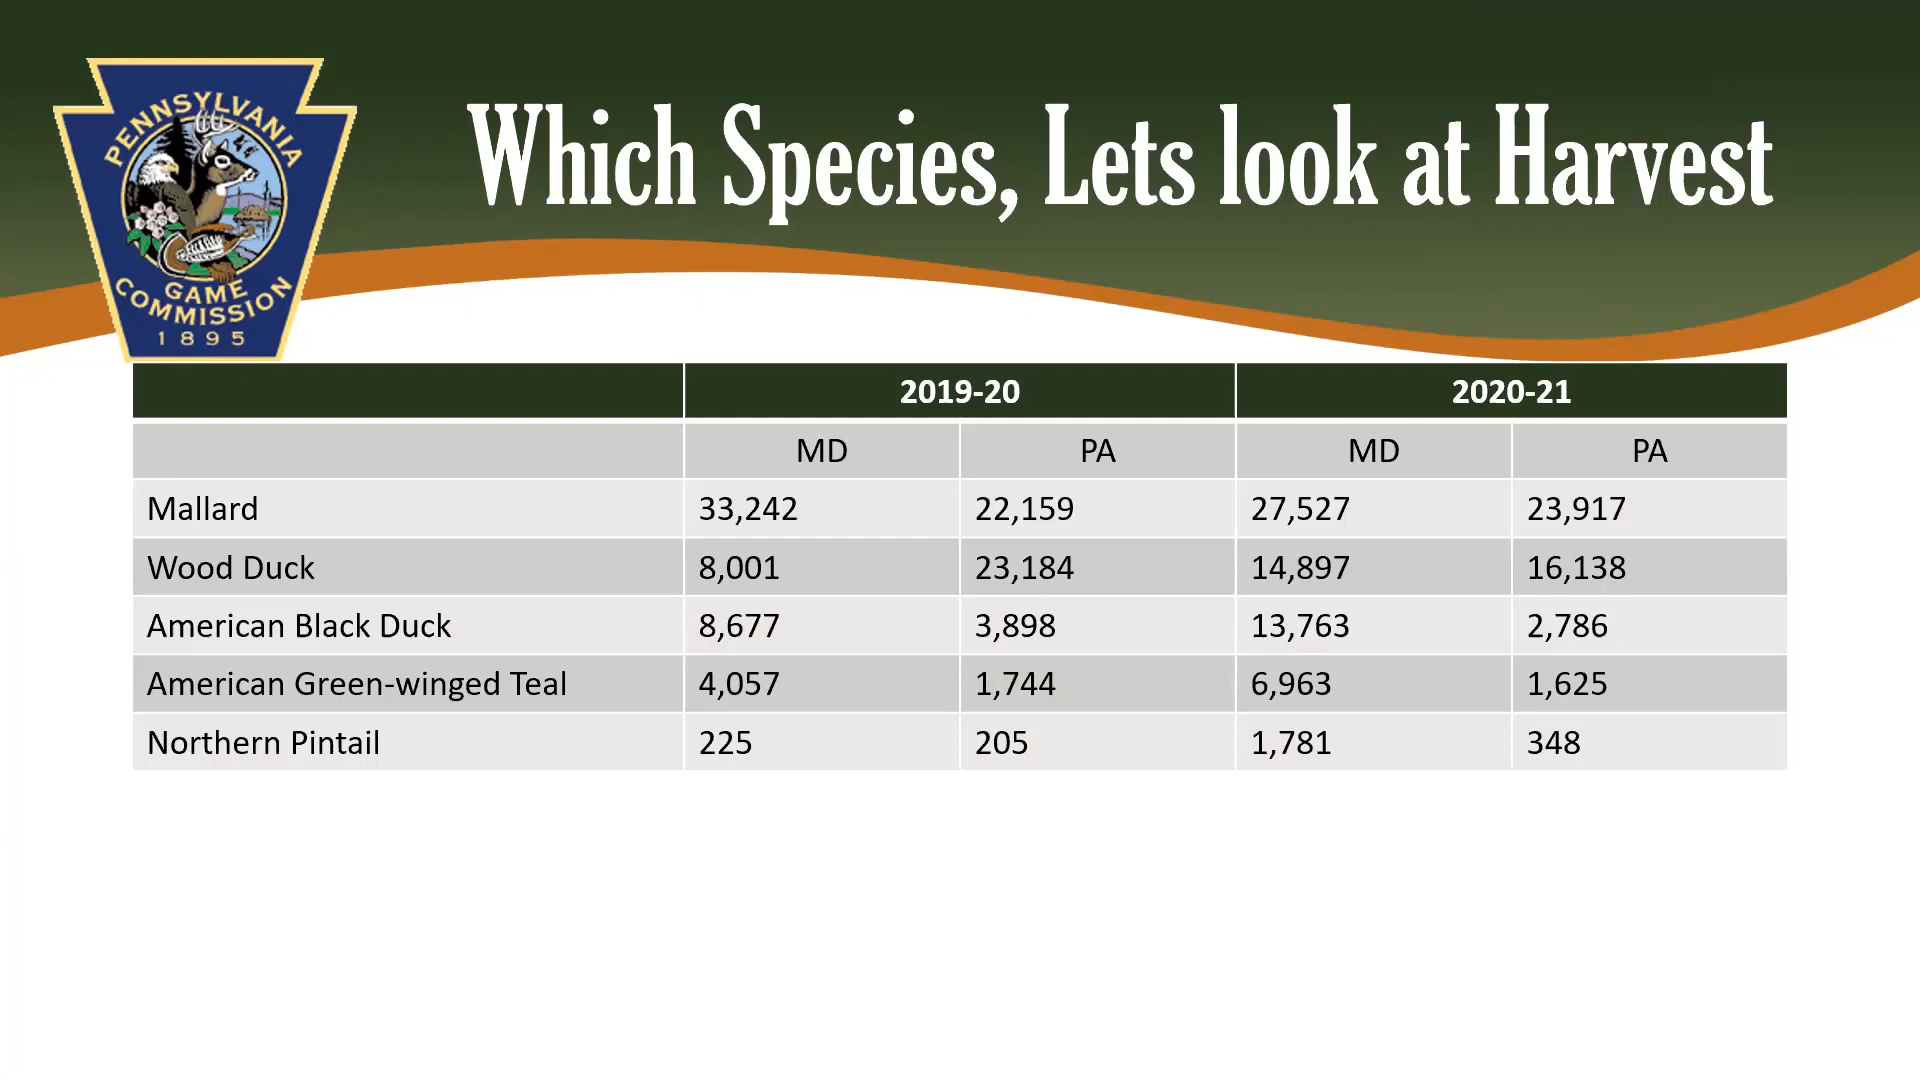 PENNSYLVANIA
GAME
COMMISSION
1895
Which Species, Lets look at Harvest
2019-20 2020-21
MD PA MD PA
Mallard 33,242 22,159 27,527 23,917
Wood Duck 8,001 23,184 14,897 16,138
American Black Duck 8,677 3,898 13,763 2,786
American Green-winged Teal 4,057 1,744 6,963 1,625
Northern Pintail 225 205 1,781 348